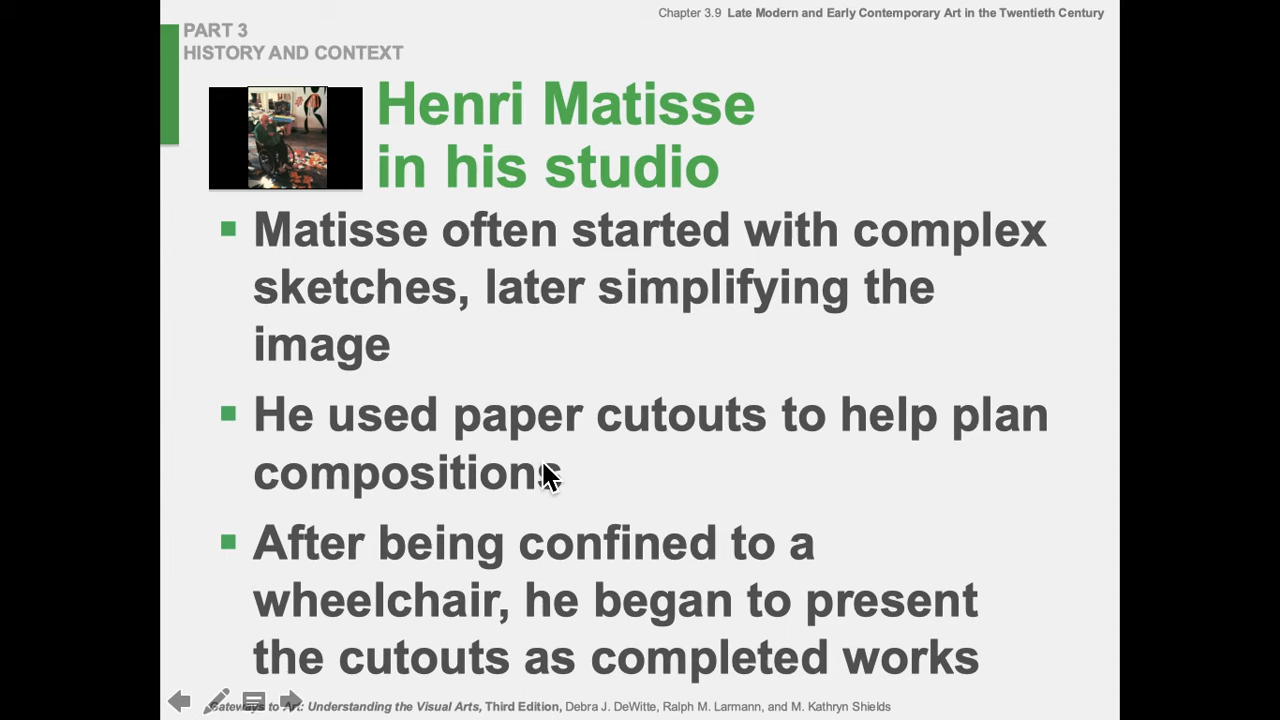 Chapter 3.9 Late Modern and Early Contemporary Art in the Twentieth Century
PART 3
HISTORY AND CONTEXT
Henri Matisse
in his studio
▪ Matisse often started with complex
sketches, later simplifying the
image
▪ He used paper cutouts to help plan
compositions
▪ After being confined to a
wheelchair, he began to present
the cutouts as completed works
Gateways to Art: Understanding the Visual Arts, Third Edition, Debra J. DeWitte, Ralph M. Larmann, and M. Kathryn Shields